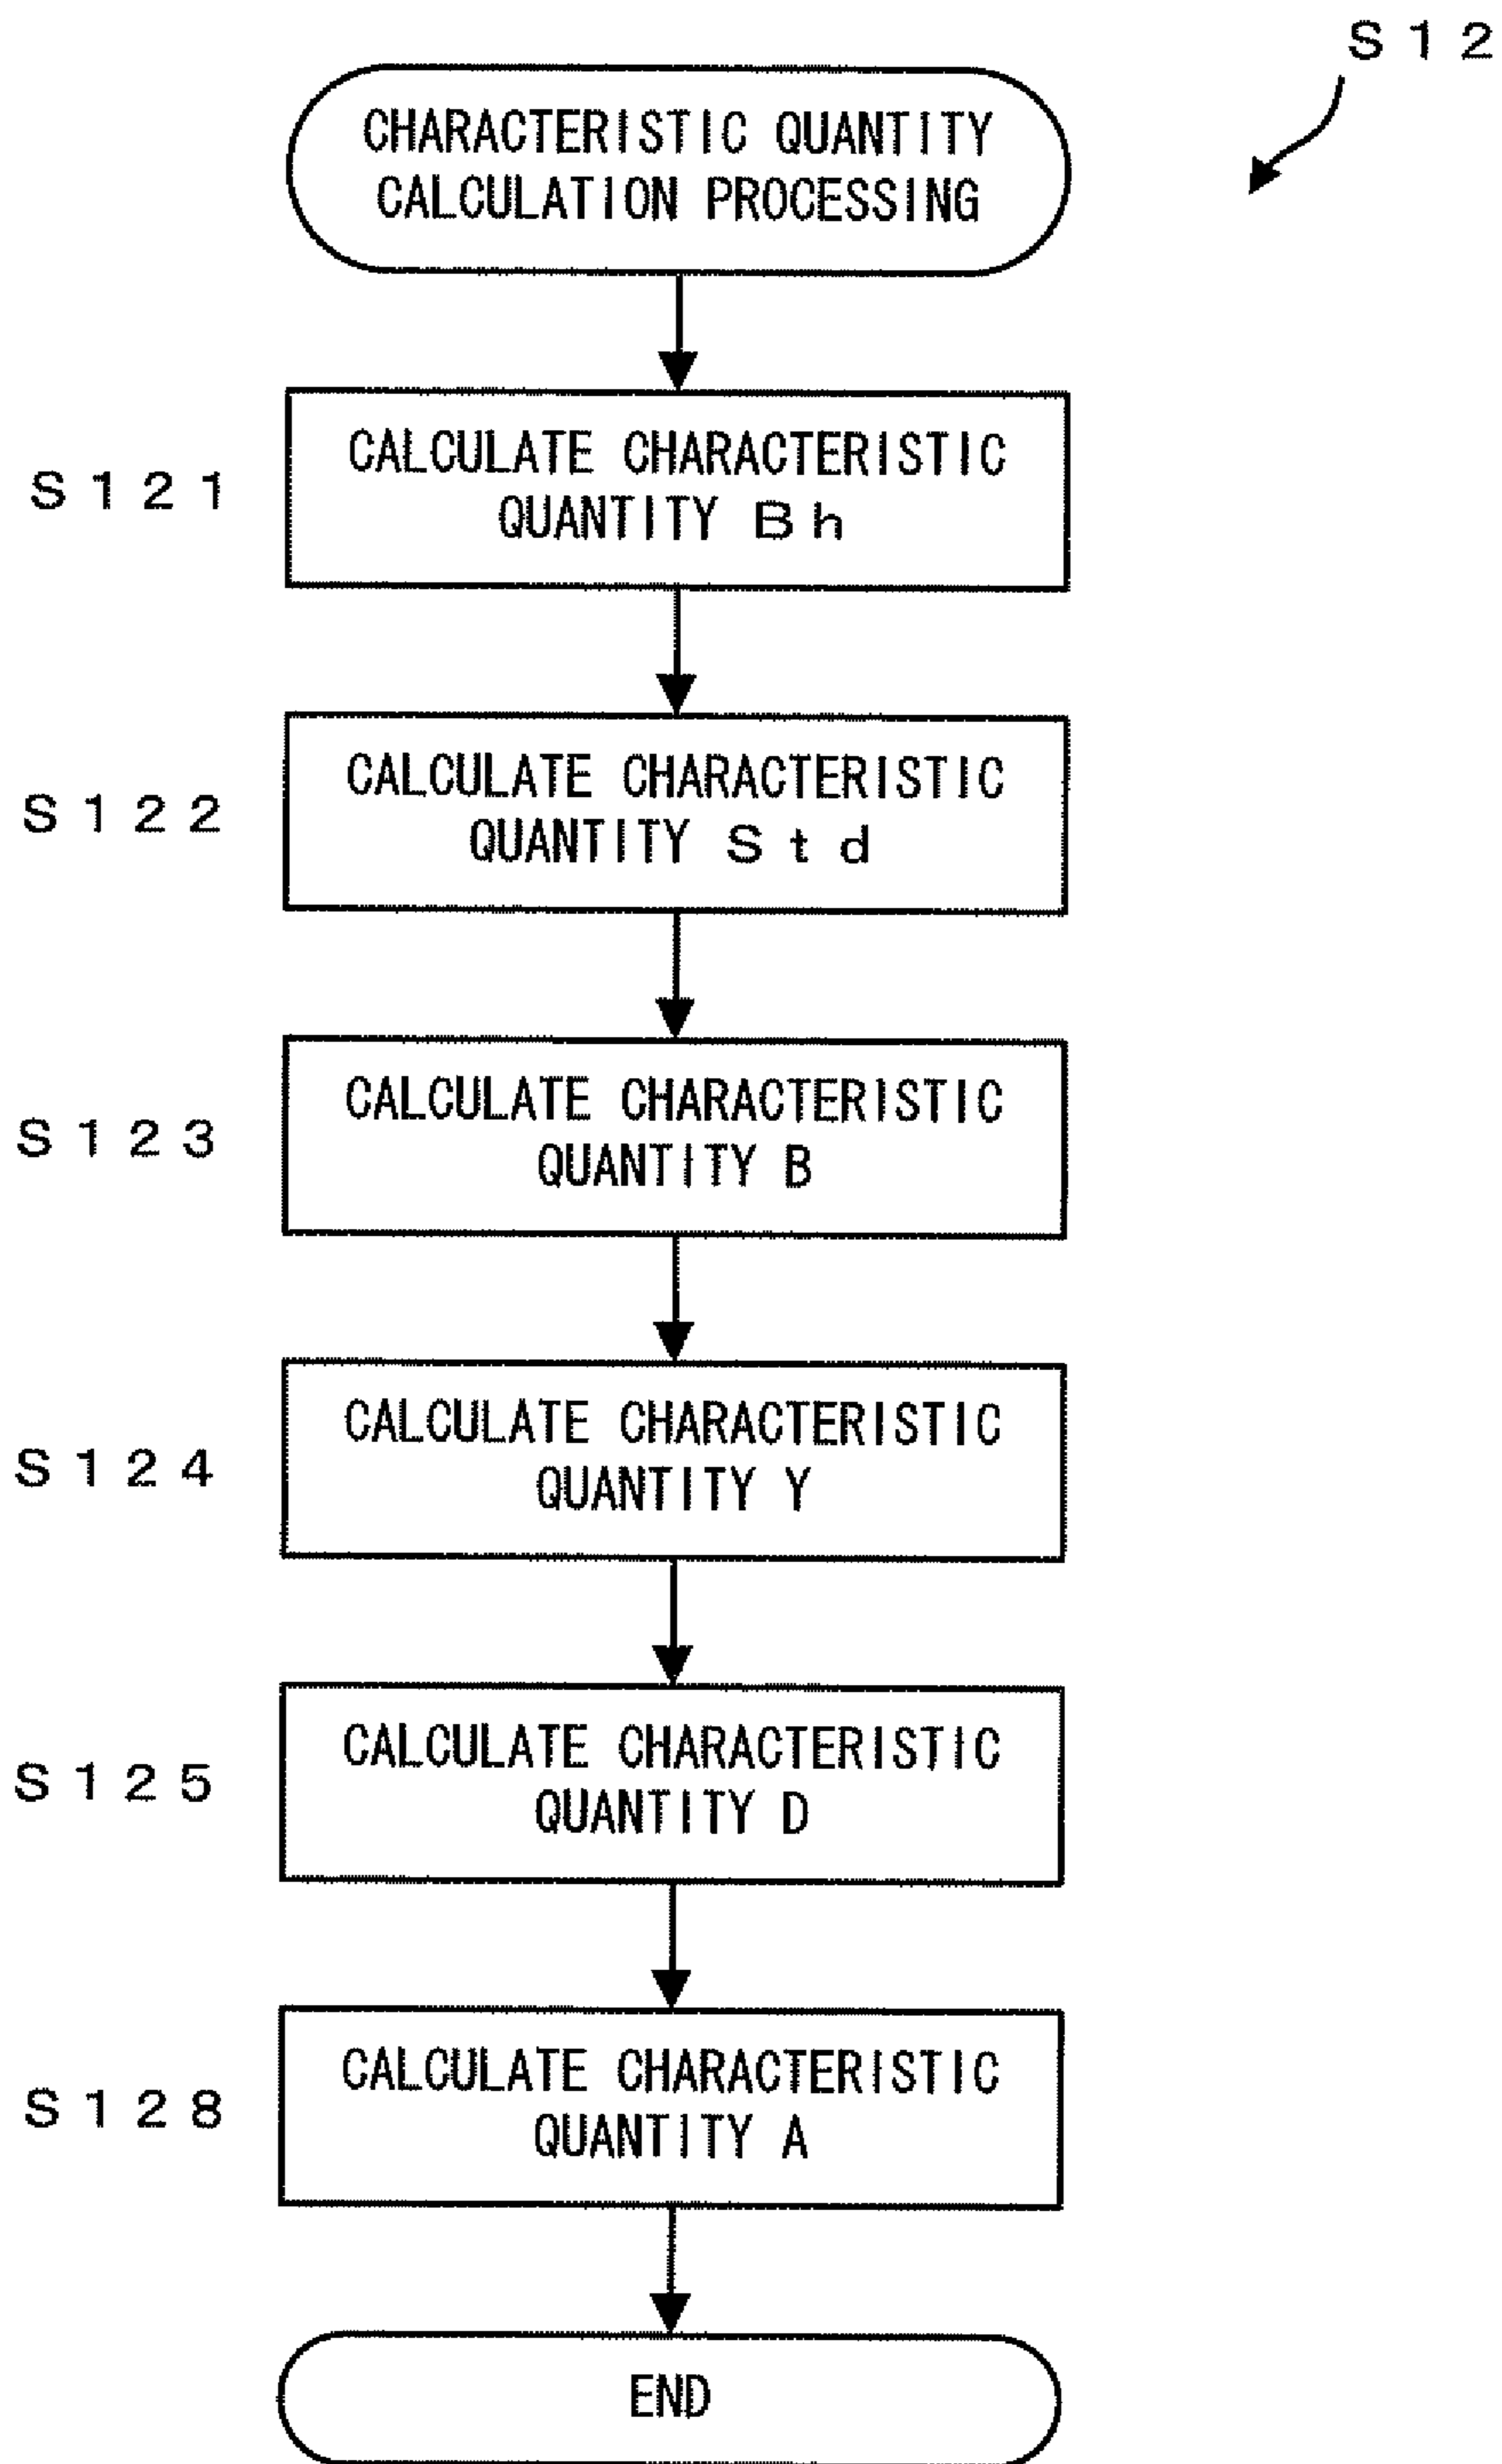 S12
CHARACTERISTIC QUANTITY
CALCULATION PROCESSING
S121
CALCULATE CHARACTERISTIC
QUANTITY Bh
S122
CALCULATE CHARACTERISTIC
QUANTITY Std
S123
CALCULATE CHARACTERISTIC
QUANTITY B
S124
CALCULATE CHARACTERISTIC
QUANTITY Y
S125
CALCULATE CHARACTERISTIC
QUANTITY D
S128
CALCULATE CHARACTERISTIC
QUANTITY A
END